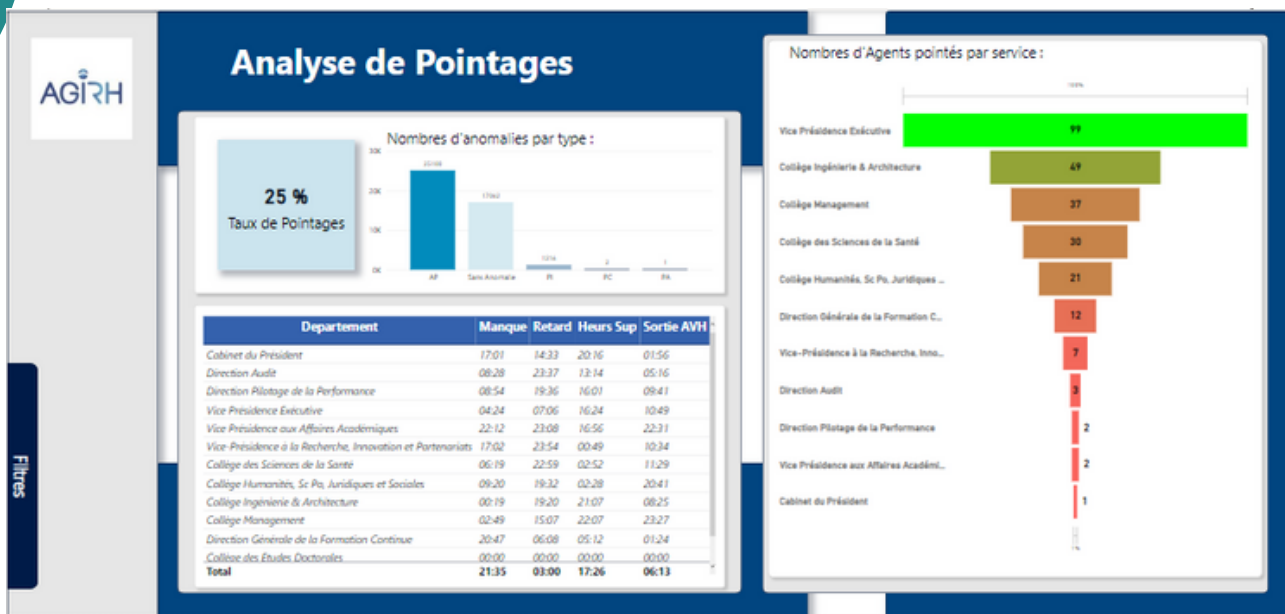 AGIRH
Analyse de Pointages
Filtres
25 %
Taux de Pointages
Nombres d'anomalies par type :
30K
20K
10K
0K
17062
1216
2
1
AP
Sans Anomalie
PI
PC
PA
Departement Manque Retard Heurs Sup Sortie AVH
Cabinet du Président 17:01 14:33 20:16 01:56
Direction Audit 08:28 23:37 13:14 05:16
Direction Pilotage de la Performance 08:54 19:36 16:01 09:41
Vice Présidence Exécutive 04:24 07:06 16:24 10:49
Vice Présidence aux Affaires Académiques 22:12 23:08 16:56 22:31
Vice-Présidence à la Recherche, Innovation et Partenariats 17:02 23:54 00:49 10:34
Collège des Sciences de la Santé 06:19 22:59 02:52 11:29
Collège Humanités, Sc Po, Juridiques et Sociales 09:20 19:32 02:28 20:41
Collège Ingénierie & Architecture 00:19 19:20 21:07 08:25
Collège Management 02:49 15:07 22:07 23:27
Direction Générale de la Formation Continue 20:47 06:08 05:12 01:24
Collège des Études Doctorales 00:00 00:00 00:00 00:00
Total 21:35 03:00 17:26 06:13
Nombres d'Agents pointés par service :
100%
Vice Présidence Exécutive 99
Collège Ingénierie & Architecture 49
Collège Management 37
Collège des Sciences de la Santé 30
Collège Humanités, Sc Po, Juridiques ... 21
Direction Générale de la Formation C... 12
Vice-Présidence à la Recherche, Inno... 7
Direction Audit 3
Direction Pilotage de la Performance 2
Vice Présidence aux Affaires Académi... 2
Cabinet du Président 1